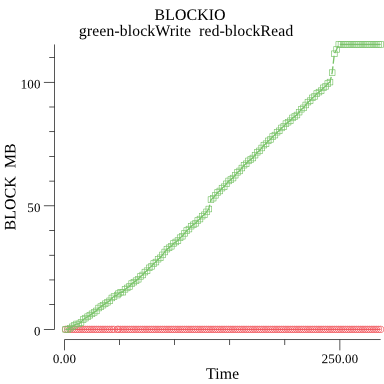 BLOCKIO
green-blockWrite red-blockRead
BLOCK MB
100
50
0
0.00
250.00
Time